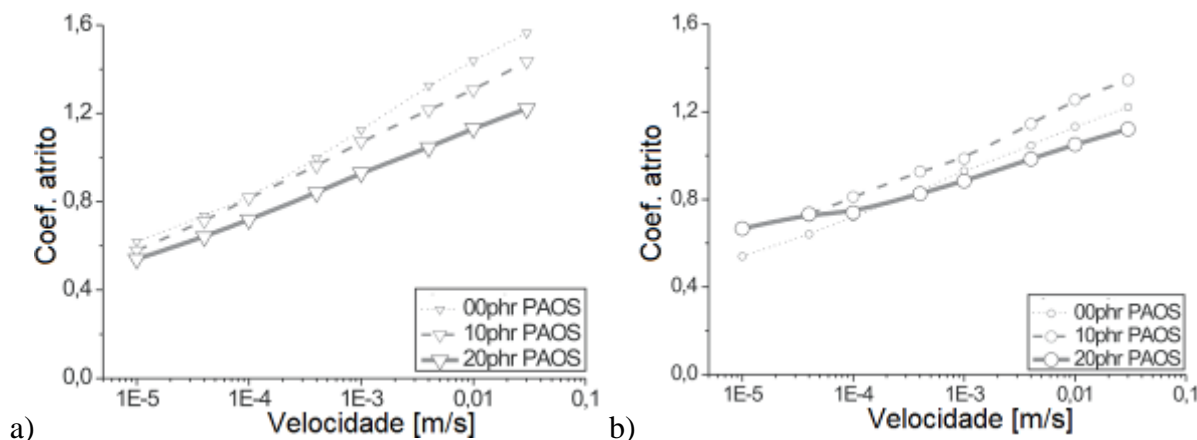 1,6
1,2
0,8
0,4
0,0
Coef. atrito
1E-5 1E-4 1E-3 0,01 0,1
Velocidade [m/s]
00phr PAOS
10phr PAOS
20phr PAOS
a)
1,6
1,2
0,8
0,4
0,0
Coef. atrito
1E-5 1E-4 1E-3 0,01 0,1
Velocidade [m/s]
00phr PAOS
10phr PAOS
20phr PAOS
b)